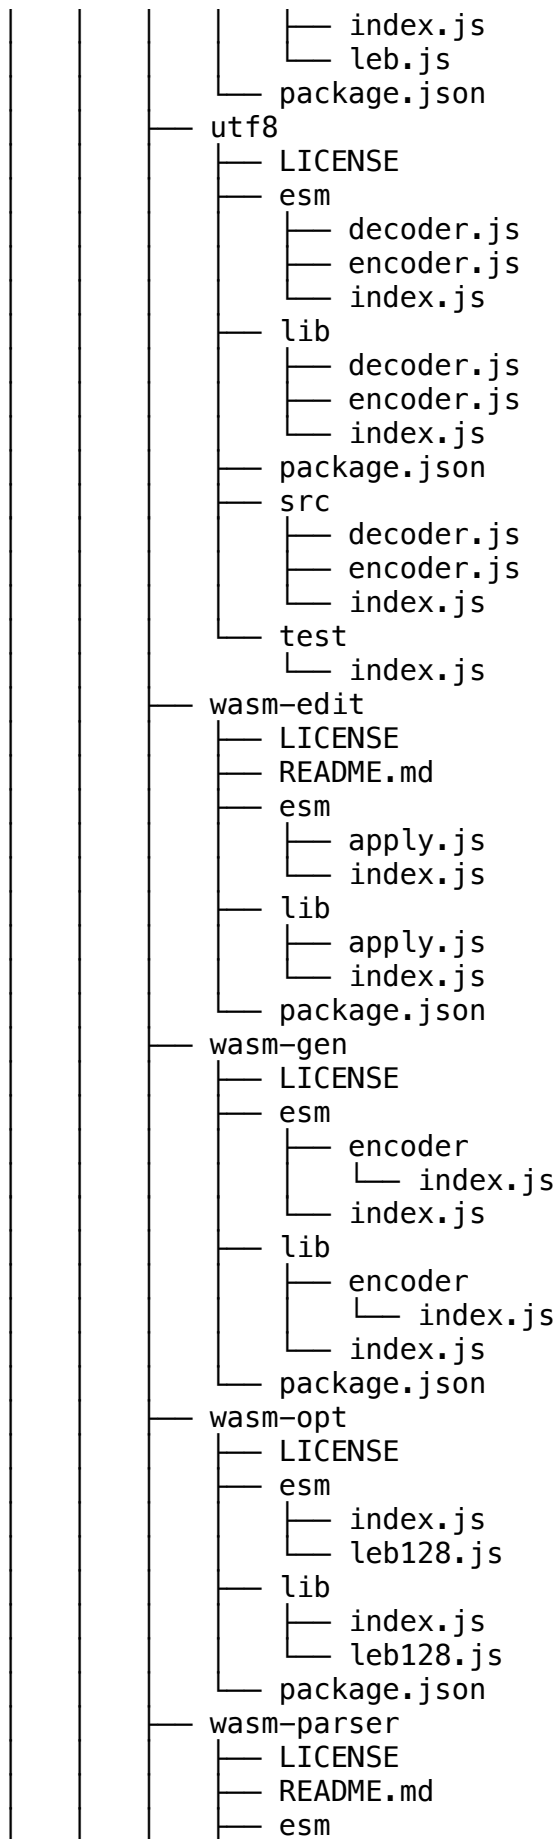 │   │   │   │   │   ├── index.js
│   │   │   │   │   └── leb.js
│   │   │   │   └── package.json
│   │   │   ├── utf8
│   │   │   │   ├── LICENSE
│   │   │   │   ├── esm
│   │   │   │   │   ├── decoder.js
│   │   │   │   │   ├── encoder.js
│   │   │   │   │   └── index.js
│   │   │   │   ├── lib
│   │   │   │   │   ├── decoder.js
│   │   │   │   │   ├── encoder.js
│   │   │   │   │   └── index.js
│   │   │   │   ├── package.json
│   │   │   │   ├── src
│   │   │   │   │   ├── decoder.js
│   │   │   │   │   ├── encoder.js
│   │   │   │   │   └── index.js
│   │   │   │   └── test
│   │   │   │       └── index.js
│   │   │   ├── wasm-edit
│   │   │   │   ├── LICENSE
│   │   │   │   ├── README.md
│   │   │   │   ├── esm
│   │   │   │   │   ├── apply.js
│   │   │   │   │   └── index.js
│   │   │   │   ├── lib
│   │   │   │   │   ├── apply.js
│   │   │   │   │   └── index.js
│   │   │   │   └── package.json
│   │   │   ├── wasm-gen
│   │   │   │   ├── LICENSE
│   │   │   │   ├── esm
│   │   │   │   │   ├── encoder
│   │   │   │   │   │   └── index.js
│   │   │   │   │   └── index.js
│   │   │   │   ├── lib
│   │   │   │   │   ├── encoder
│   │   │   │   │   │   └── index.js
│   │   │   │   │   └── index.js
│   │   │   │   └── package.json
│   │   │   ├── wasm-opt
│   │   │   │   ├── LICENSE
│   │   │   │   ├── esm
│   │   │   │   │   ├── index.js
│   │   │   │   │   └── leb128.js
│   │   │   │   ├── lib
│   │   │   │   │   ├── index.js
│   │   │   │   │   └── leb128.js
│   │   │   │   └── package.json
│   │   │   ├── wasm-parser
│   │   │   │   ├── LICENSE
│   │   │   │   ├── README.md
│   │   │   │   ├── esm